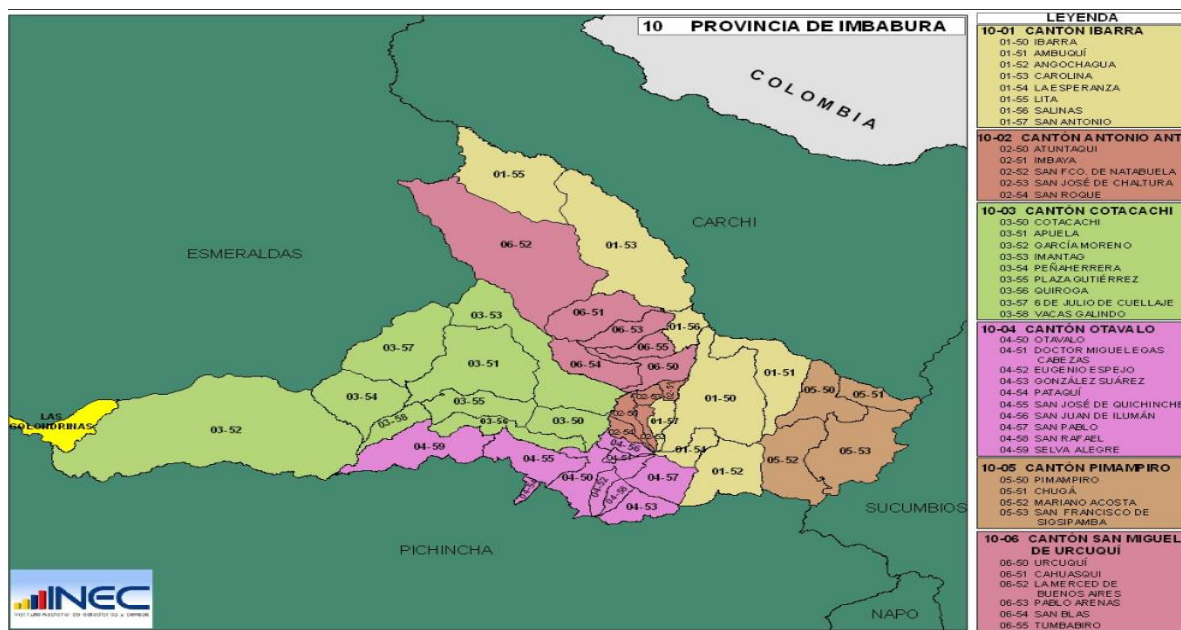 10 PROVINCIA DE IMBABURA
COLOMBIA
CARCHI
ESMERALDAS
PICHINCHA
SUCUMBIOS
NAPO
LAS
GOLONDRINAS
01-55
06-52
01-53
03-53
06-51
06-53
01-56
06-55
03-57
03-51
06-54
06-50
01-51
01-50
05-50
05-51
03-54
03-55
03-58
03-56
03-50
01-57
03-52
02-54
01-54
05-52
05-53
04-59
04-55
04-56
04-50
04-52
04-57
01-52
04-53
INEC
LEYENDA
10-01 CANTÓN IBARRA
01-50 IBARRA
01-51 AMBUQUÍ
01-52 ANGOCHAGUA
01-53 CAROLINA
01-54 LA ESPERANZA
01-55 LITA
01-56 SALINAS
01-57 SAN ANTONIO
10-02 CANTÓN ANTONIO ANT
02-50 ATUNTAQUI
02-51 IMBAYA
02-52 SAN FCO. DE NATABUELA
02-53 SAN JOSÉ DE CHALTURA
02-54 SAN ROQUE
10-03 CANTÓN COTACACHI
03-50 COTACACHI
03-51 APUELA
03-52 GARCÍA MORENO
03-53 IMANTAG
03-54 PEÑAHERRERA
03-55 PLAZA GUTIÉRREZ
03-56 QUIROGA
03-57 6 DE JULIO DE CUELLAJE
03-58 VACAS GALINDO
10-04 CANTÓN OTAVALO
04-50 OTAVALO
04-51 DOCTOR MIGUEL EGAS
CABEZAS
04-52 EUGENIO ESPEJO
04-53 GONZÁLEZ SUÁREZ
04-54 PATAQUÍ
04-55 SAN JOSÉ DE QUICHINCHE
04-56 SAN JUAN DE ILUMÁN
04-57 SAN PABLO
04-58 SAN RAFAEL
04-59 SELVA ALEGRE
10-05 CANTÓN PIMAMPIRO
05-50 PIMAMPIRO
05-51 CHUGÁ
05-52 MARIANO ACOSTA
05-53 SAN FRANCISCO DE
SIGSIPAMBA
10-06 CANTÓN SAN MIGUEL
DE URCUQUÍ
06-50 URCUQUÍ
06-51 CAHUASQUI
06-52 LA MERCED DE
BUENOS AIRES
06-53 PABLO ARENAS
06-54 SAN BLAS
06-55 TUMBABIRO